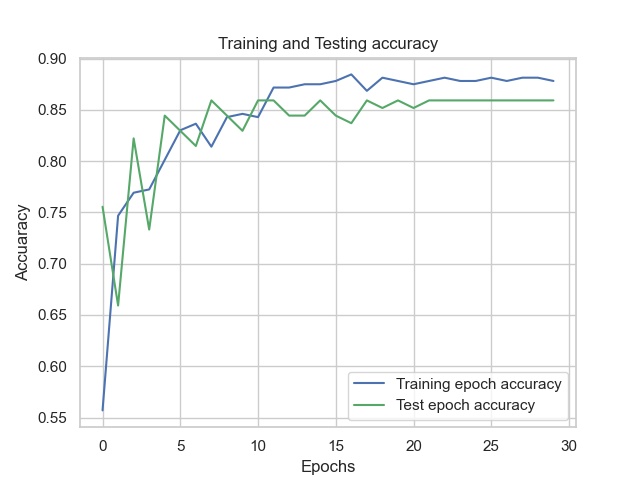 Training and Testing accuracy
0.90
0.85
0.80
0.75
0.70
0.65
0.60
0.55
Accuaracy
0 5 10 15 20 25 30
Epochs
Training epoch accuracy
Test epoch accuracy